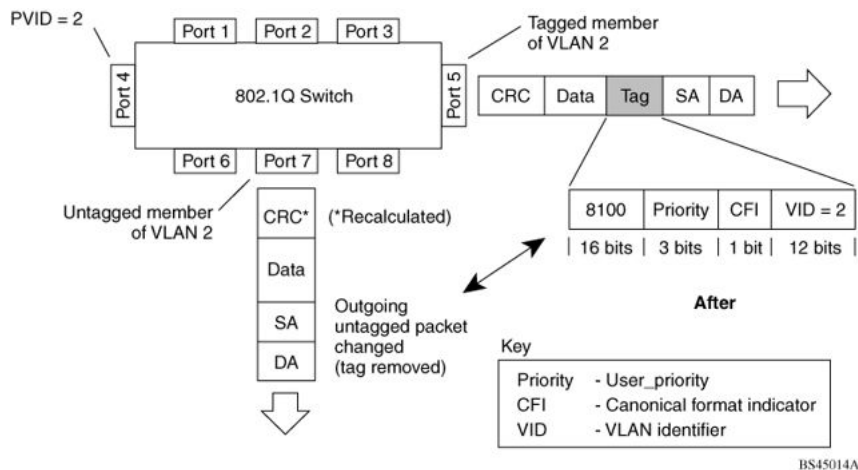 PVID = 2
Port 1
Port 2
Port 3
Tagged member
of VLAN 2
Port 4
802.1Q Switch
Port 5
CRC
Data
Tag
SA
DA
Port 6
Port 7
Port 8
Untagged member
of VLAN 2
CRC*
(*Recalculated)
Data
SA
DA
Outgoing
untagged packet
changed
(tag removed)
8100
Priority
CFI
VID = 2
16 bits
3 bits
1 bit
12 bits
After
Key
Priority - User_priority
CFI - Canonical format indicator
VID - VLAN identifier
BS45014A